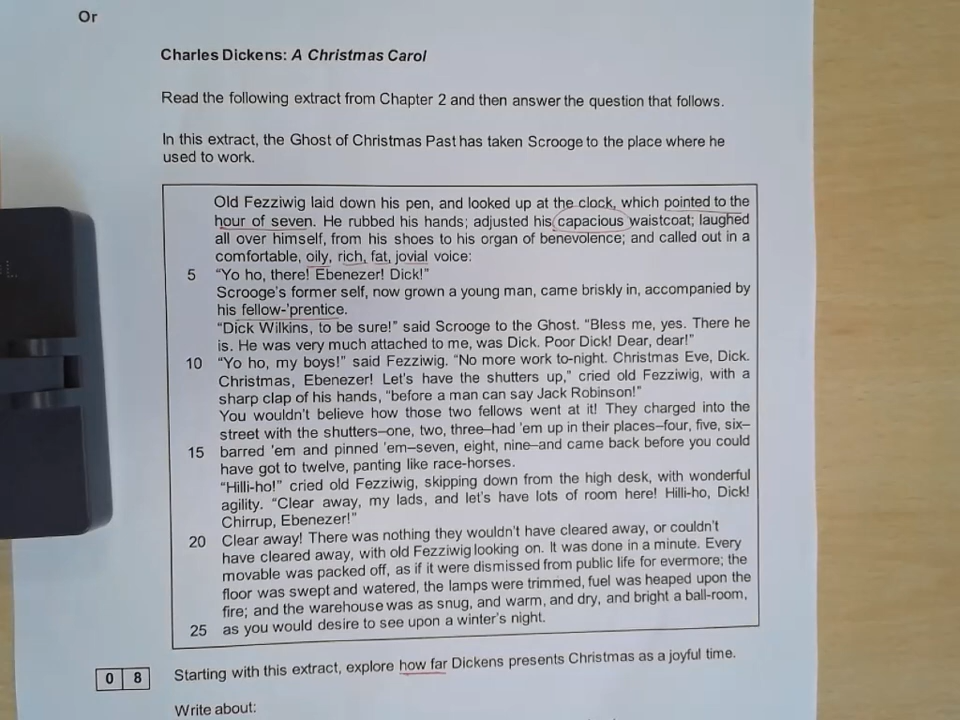 Or
Charles Dickens: A Christmas Carol
Read the following extract from Chapter 2 and then answer the question that follows.
In this extract, the Ghost of Christmas Past has taken Scrooge to the place where he
used to work.
Old Fezziwig laid down his pen, and looked up at the clock, which pointed to the
hour of seven. He rubbed his hands; adjusted his capacious waistcoat; laughed
all over himself, from his shoes to his organ of benevolence; and called out in a
comfortable, oily, rich, fat, jovial voice:
5 “Yo ho, there! Ebenezer! Dick!”
Scrooge's former self, now grown a young man, came briskly in, accompanied by
his fellow-'prentice.
“Dick Wilkins, to be sure!” said Scrooge to the Ghost. “Bless me, yes. There he
is. He was very much attached to me, was Dick. Poor Dick! Dear, dear!”
10 “Yo ho, my boys!” said Fezziwig. “No more work to-night. Christmas Eve, Dick.
Christmas, Ebenezer! Let's have the shutters up,” cried old Fezziwig, with a
sharp clap of his hands, “before a man can say Jack Robinson!”
You wouldn't believe how those two fellows went at it! They charged into the
street with the shutters–one, two, three–had 'em up in their places–four, five, six–
15 barred 'em and pinned 'em–seven, eight, nine–and came back before you could
have got to twelve, panting like race-horses.
“Hilli-ho!” cried old Fezziwig, skipping down from the high desk, with wonderful
agility. “Clear away, my lads, and let's have lots of room here! Hilli-ho, Dick!
Chirrup, Ebenezer!”
20 Clear away! There was nothing they wouldn't have cleared away, or couldn't
have cleared away, with old Fezziwig looking on. It was done in a minute. Every
movable was packed off, as if it were dismissed from public life for evermore; the
floor was swept and watered, the lamps were trimmed, fuel was heaped upon the
fire; and the warehouse was as snug, and warm, and dry, and bright a ball-room,
25 as you would desire to see upon a winter's night.
0 8 Starting with this extract, explore how far Dickens presents Christmas as a joyful time.
Write about: